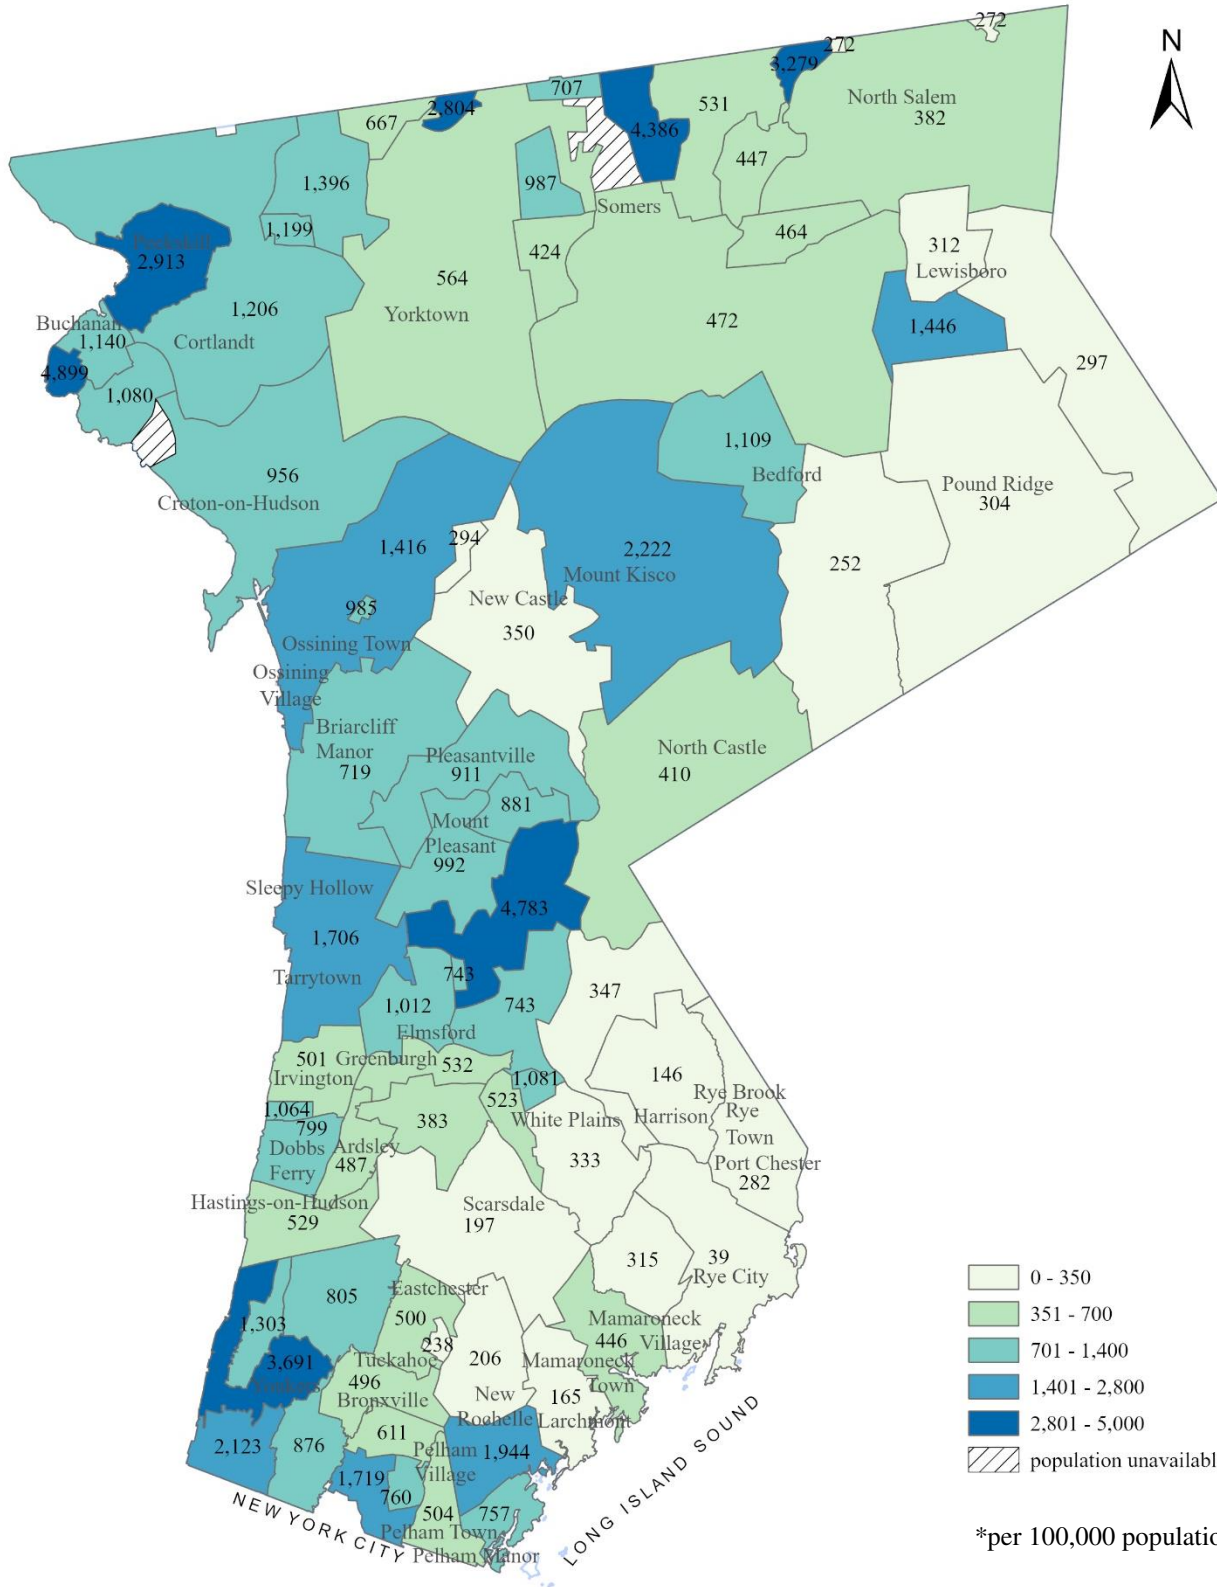 272
N
272
3,279
North Salem
382
707
531
2,804
667
4,386
447
987
1,396
Somers
1,199
464
424
312
Lewisboro
Peekskill
2,913
564
Yorktown
1,206
472
1,446
Buchanan
1,140
Cortlandt
297
4,899
1,080
1,109
Bedford
956
Croton-on-Hudson
Pound Ridge
304
294
1,416
2,222
Mount Kisco
252
New Castle
350
985
Ossining Town
Ossining
Village
Briarcliff
Manor
719
Pleasantville
911
North Castle
410
881
Mount
Pleasant
992
Sleepy Hollow
4,783
1,706
Tarrytown
743
347
1,012
743
Elmsford
501
Greenburgh
532
Irvington
1,081
146
Rye Brook
523
1,064
799
383
White Plains
Harrison
Rye
Town
Dobbs
Ferry
Ardsley
487
333
Port Chester
282
Hastings-on-Hudson
529
Scarsdale
197
315
39
Rye City
805
Eastchester
500
1,303
238
206
Mamaroneck
Village
446
3,691
Yonkers
Tuckahoe
496
Bronxville
Mamaroneck
Town
165
New
Rochelle
Larchmont
611
2,123
876
Pelham
Village
1,944
1,719
760
504
757
Pelham Town
Pelham Manor
NEW YORK CITY
LONG ISLAND SOUND
0 - 350
351 - 700
701 - 1,400
1,401 - 2,800
2,801 - 5,000
population unavailabl
*per 100,000 populatio